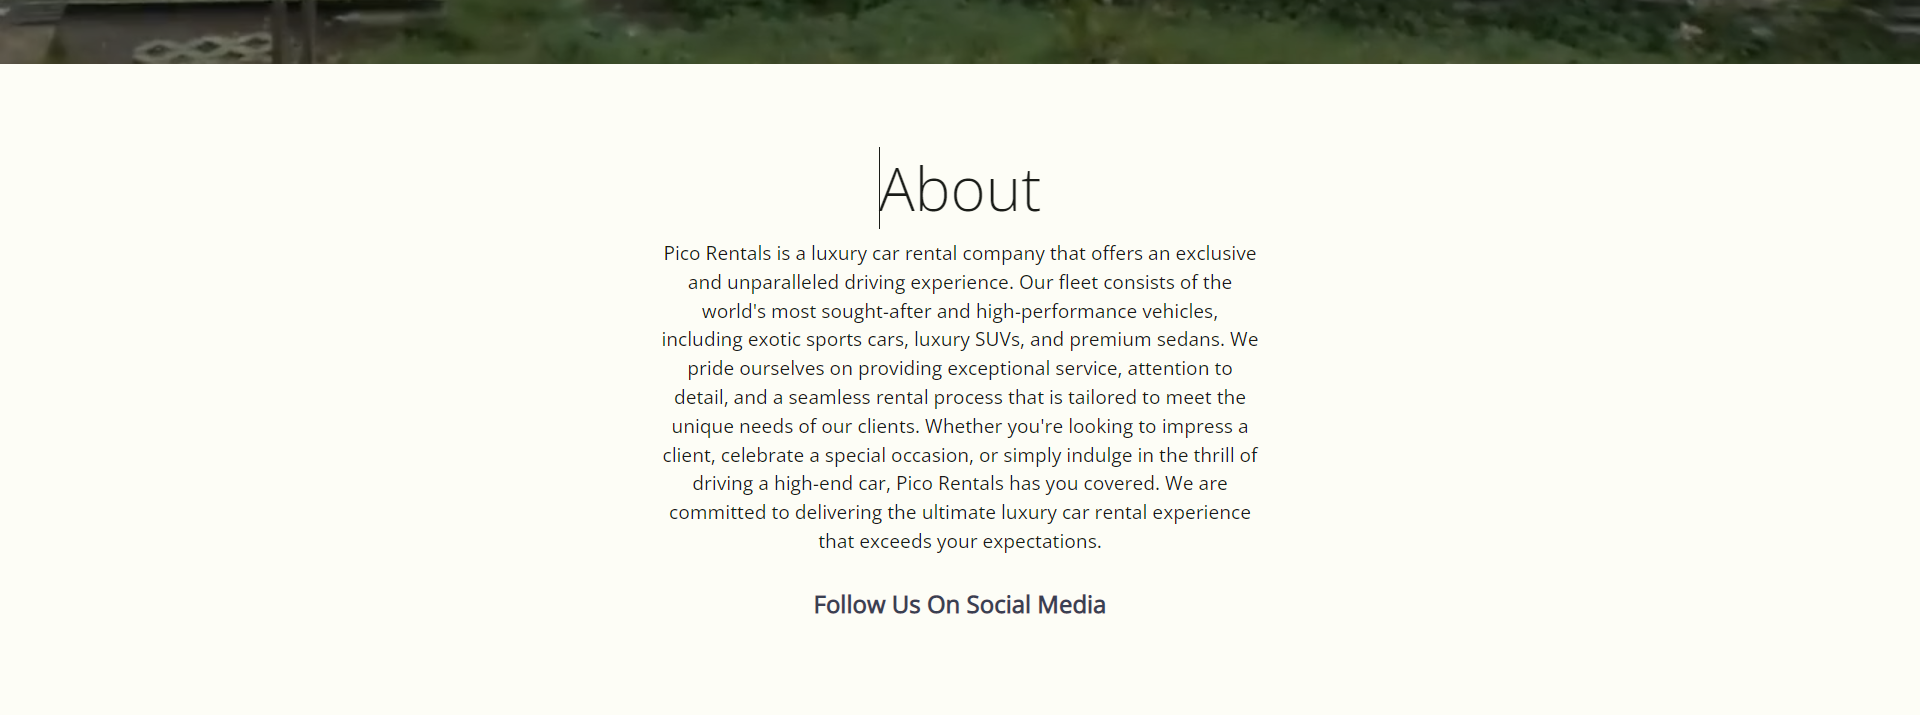 About
Pico Rentals is a luxury car rental company that offers an exclusive
and unparalleled driving experience. Our fleet consists of the
world's most sought-after and high-performance vehicles,
including exotic sports cars, luxury SUVs, and premium sedans. We
pride ourselves on providing exceptional service, attention to
detail, and a seamless rental process that is tailored to meet the
unique needs of our clients. Whether you're looking to impress a
client, celebrate a special occasion, or simply indulge in the thrill of
driving a high-end car, Pico Rentals has you covered. We are
committed to delivering the ultimate luxury car rental experience
that exceeds your expectations.
Follow Us On Social Media